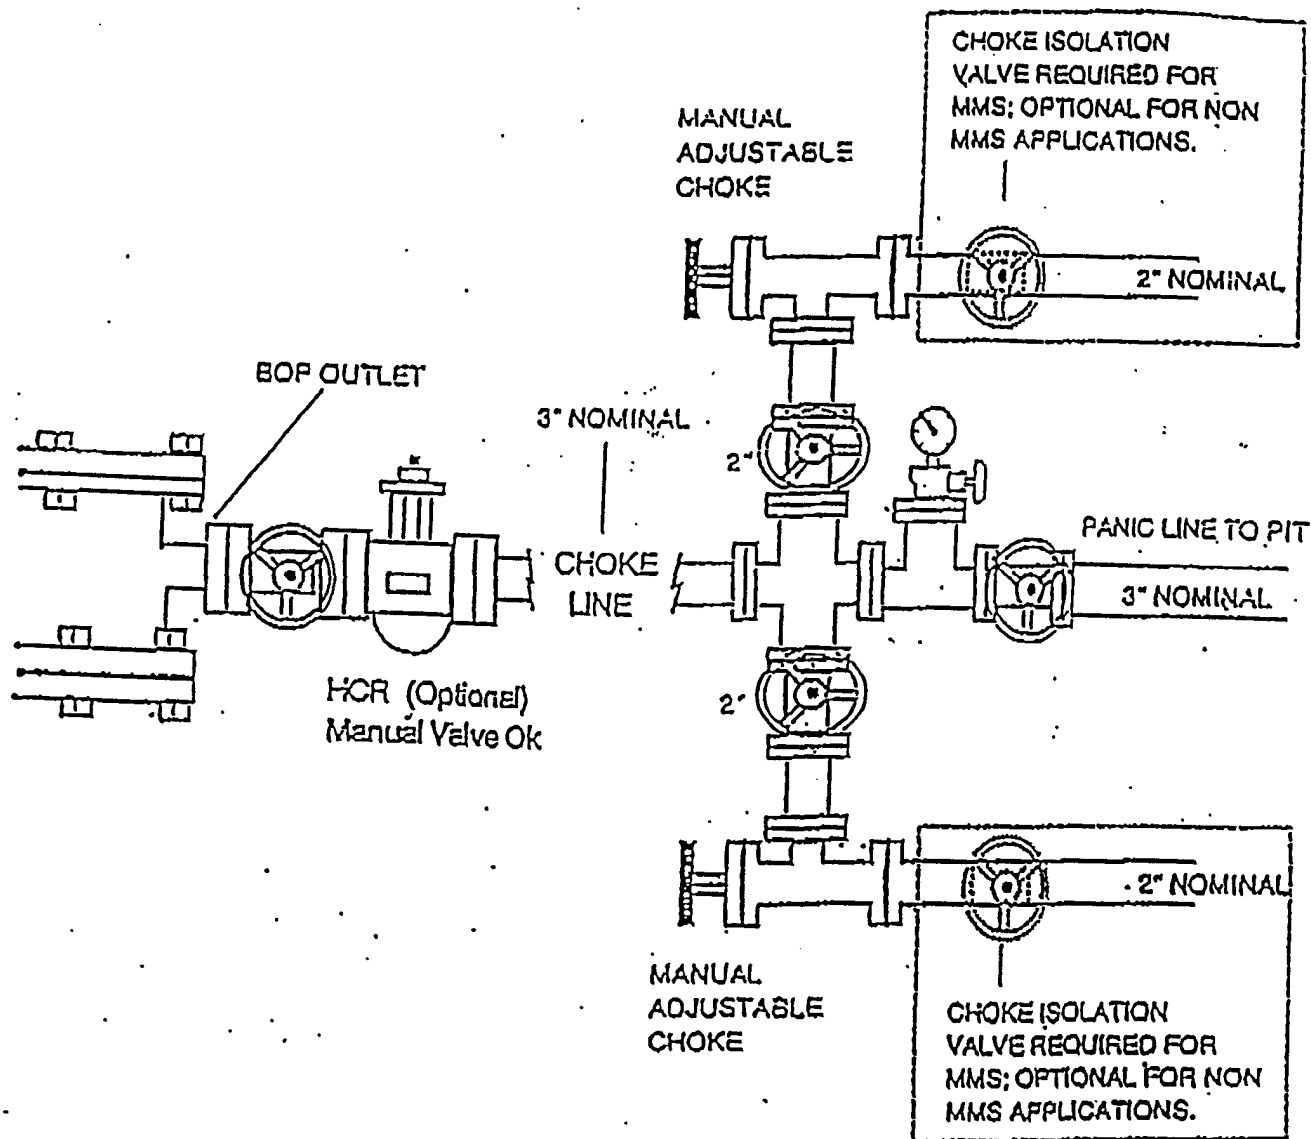 CHOKE ISOLATION
VALVE REQUIRED FOR
MMS; OPTIONAL FOR NON
MMS APPLICATIONS.
MANUAL
ADJUSTABLE
CHOKE
2" NOMINAL
BOP OUTLET
3" NOMINAL
2"
PANIC LINE TO PIT
CHOKE
LINE
3" NOMINAL
HCR (Optional)
Manual Valve Ok
2"
2" NOMINAL
MANUAL
ADJUSTABLE
CHOKE
CHOKE ISOLATION
VALVE REQUIRED FOR
MMS; OPTIONAL FOR NON
MMS APPLICATIONS.